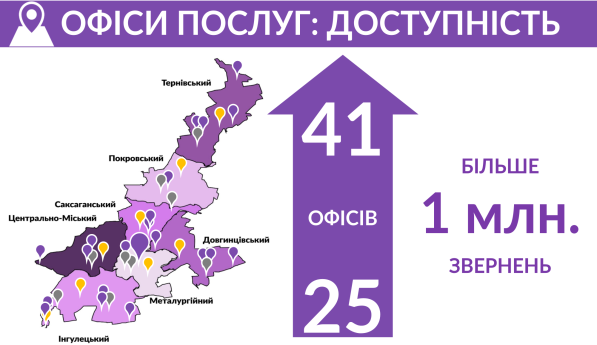 ОФІСИ ПОСЛУГ: ДОСТУПНІСТЬ
Тернівський
Покровський
Саксаганський
Центрально-Міський
Довгинцівський
Металургійний
Інгулецький
41
ОФІСІВ
25
БІЛЬШЕ
1 млн.
ЗВЕРНЕНЬ